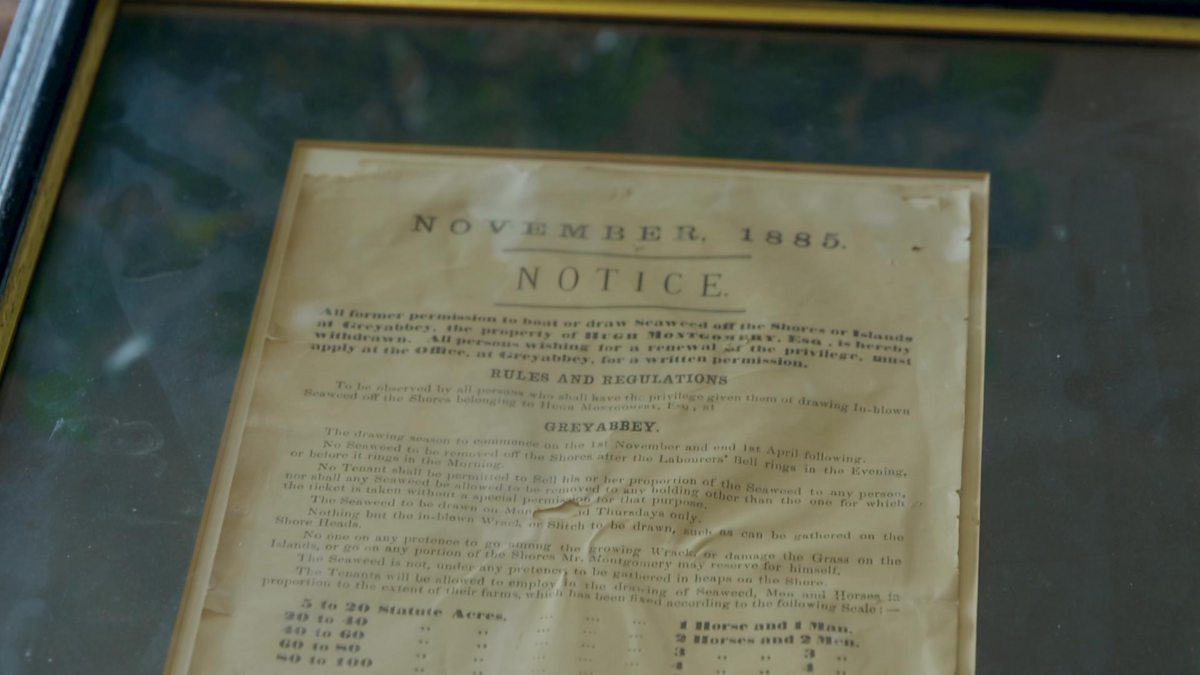 NOVEMBER, 1885.
NOTICE.
All former permission to boat or draw Seaweed off the Shores or Islands
at Greyabbey, the property of HUGH MONTGOMERY, Esq., is hereby
withdrawn. All persons wishing for a renewal of the privilege, must
apply at the Office, at Greyabbey, for a written permission.
RULES AND REGULATIONS
To be observed by all persons who shall have the privilege given them of drawing In-blown
Seaweed off the Shores belonging to HUGH MONTGOMERY, Esq., at
GREYABBEY.
The drawing season to commence on the 1st November and end 1st April following.
No Seaweed to be removed off the Shores after the Labourers' Bell rings in the Evening,
or before it rings in the Morning.
No Tenant shall be permitted to Sell his or her proportion of the Seaweed to any person,
nor shall any Seaweed be allowed to be removed to any holding other than the one for which
the ticket is taken without a special permission for that purpose.
The Seaweed to be drawn on Mon Thursdays only.
Nothing but the in-blown Wrack or Slitch to be drawn, such as can be gathered on the
Shore Heads.
No one on any pretence to go among the growing Wrack, or damage the Grass on the
Islands, or go on any portion of the Shores Mr. Montgomery may reserve for himself.
The Seaweed is not, under any pretence, to be gathered in heaps on the Shore.
The Tenants will be allowed to employ in the drawing of Seaweed, Men and Horses in
proportion to the extent of their farms, which has been fixed according to the following Scale:—
5 to 20 Statute Acres. ... ... ... 1 Horse and 1 Man.
20 to 40 „ „ ... ... ... 2 Horses and 2 Men.
40 to 60 „ „ ... ... ... 3 „ „ 3 „
60 to 80 „ „ ... ... ... 4 „ „ 4 „
80 to 100 „ „